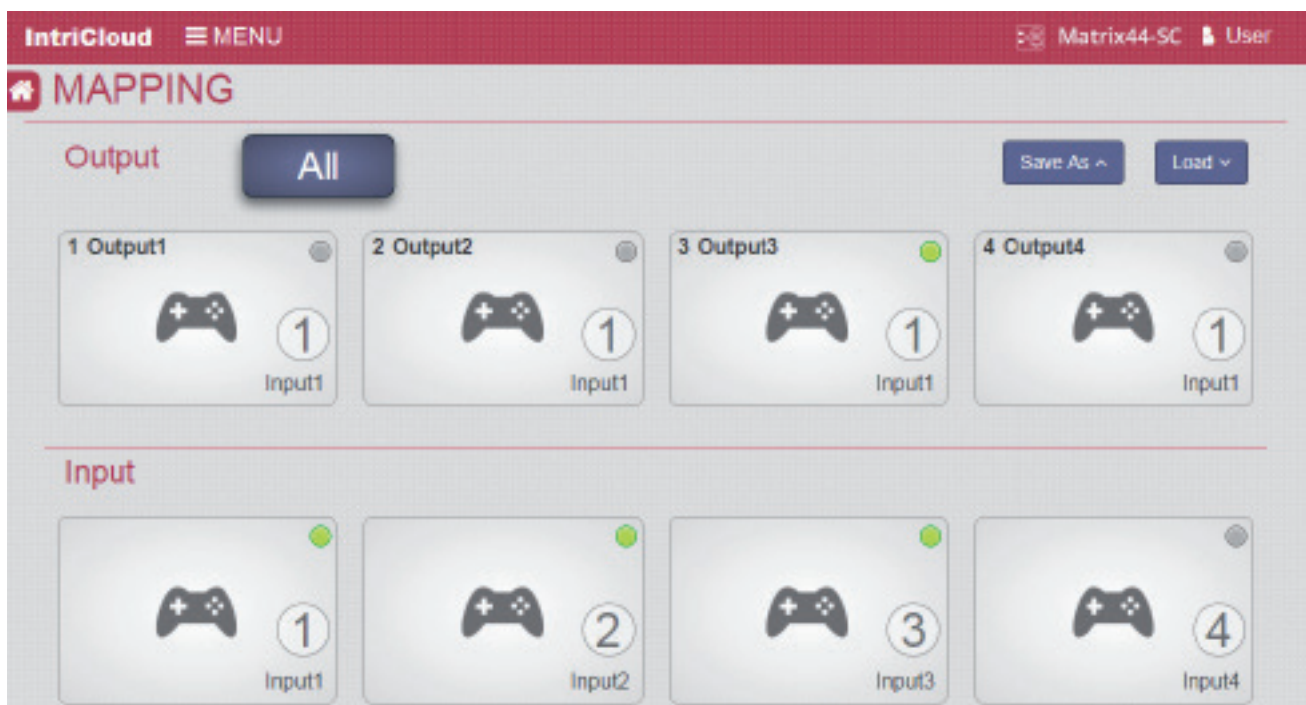 IntriCloud MENU Matrix44-SC User
MAPPING
Output All Save As Load
1 Output1 2 Output2 3 Output3 4 Output4
1 1 1 1
Input1 Input1 Input1 Input1
Input
1 2 3 4
Input1 Input2 Input3 Input4